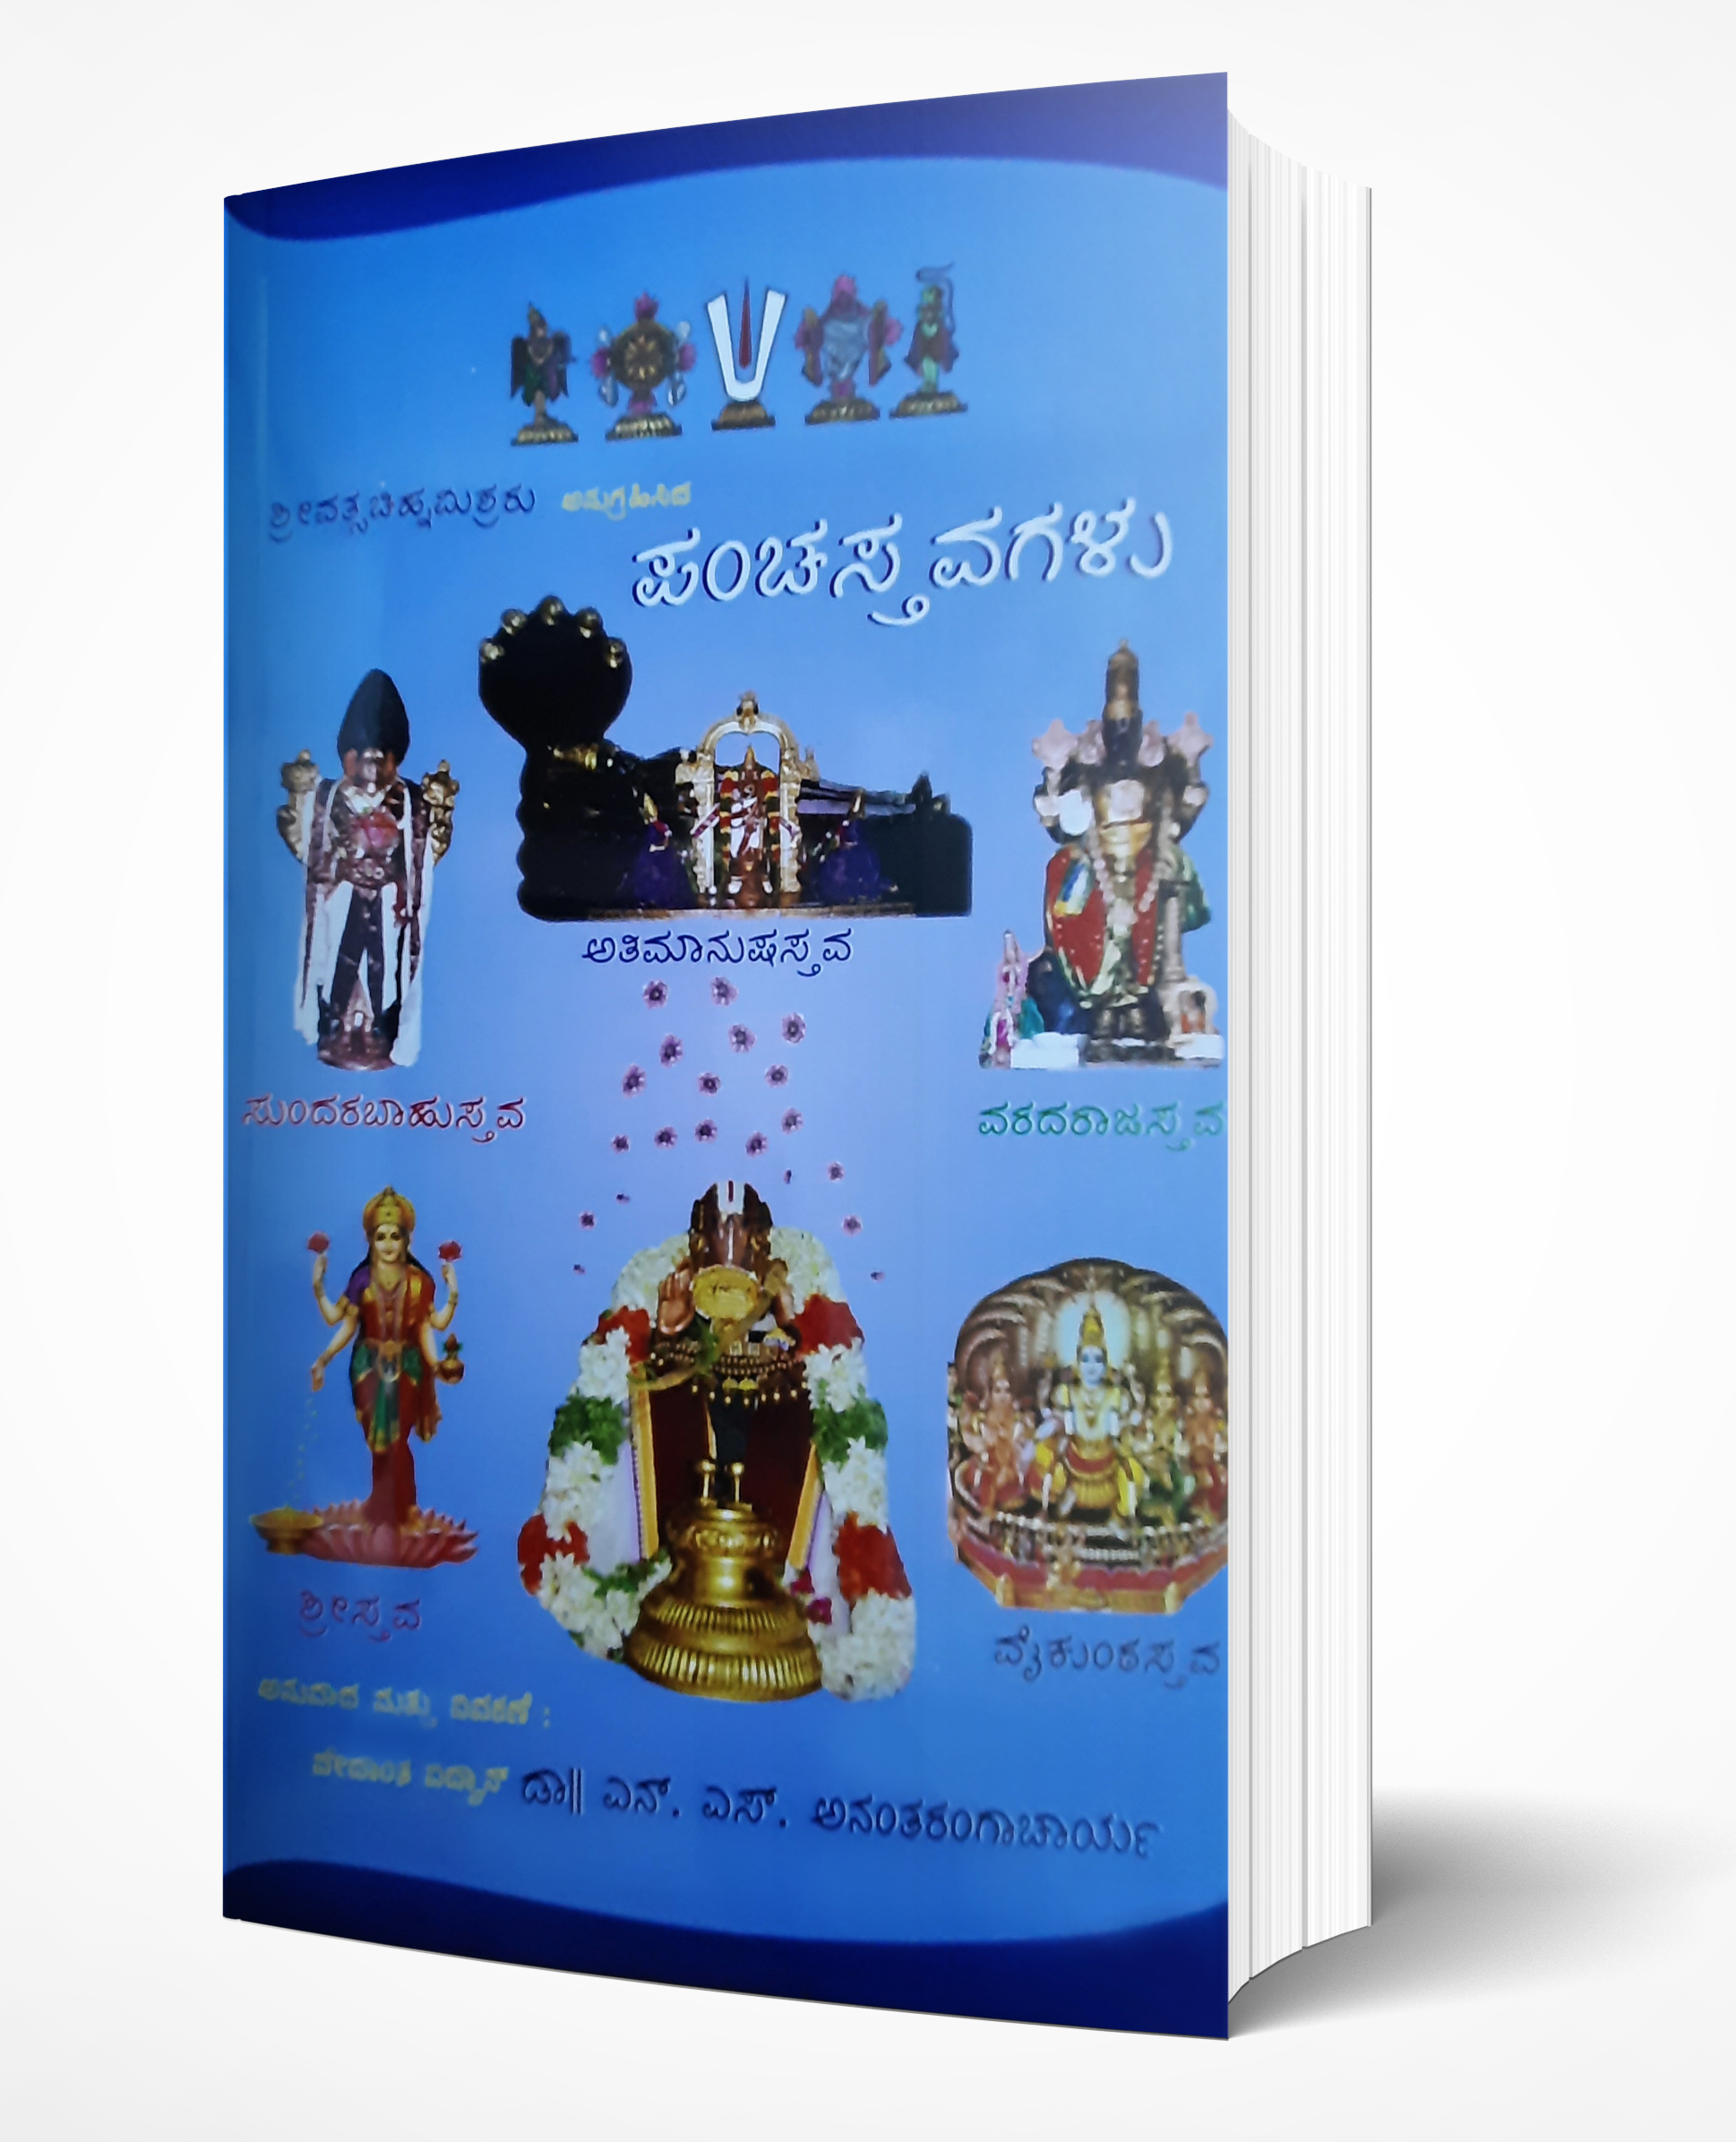 ಶ್ರೀವತ್ಸಚಿಹ್ನಮಿಶ್ರರು ಅನುಗ್ರಹಿಸಿದ
ಪಂಚಸ್ತವಗಳು
ಅತಿಮಾನುಷಸ್ತವ
ಸುಂದರಬಾಹುಸ್ತವ
ವರದರಾಜಸ್ತವ
ಶ್ರೀಸ್ತವ
ವೈಕುಂಠಸ್ತವ
ಅನುವಾದ ಮತ್ತು ವಿವರಣೆ :
ವೇದಾಂತ ವಿದ್ವಾನ್ ಡಾ|| ಎನ್. ಎಸ್. ಅನಂತರಂಗಾಚಾರ್ಯ